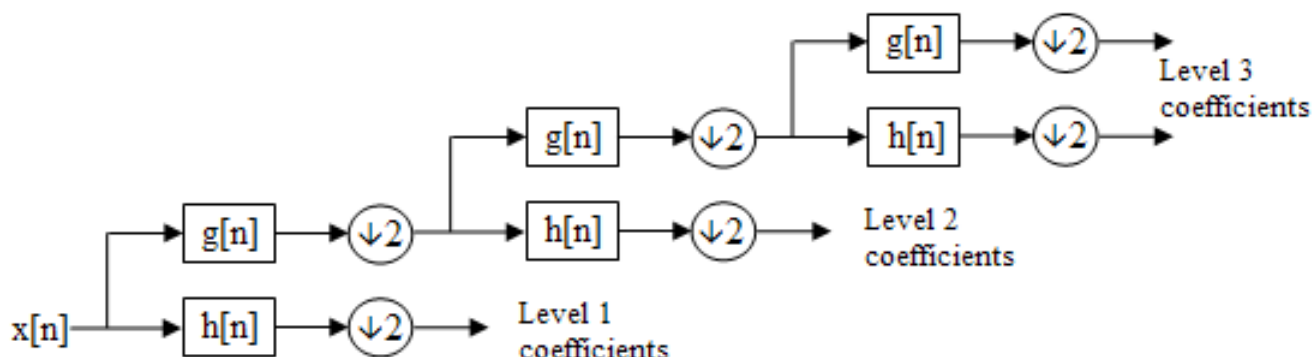 g[n]
↓2
Level 3
coefficients
g[n]
↓2
h[n]
↓2
g[n]
↓2
h[n]
↓2
Level 2
coefficients
x[n]
h[n]
↓2
Level 1
coefficients